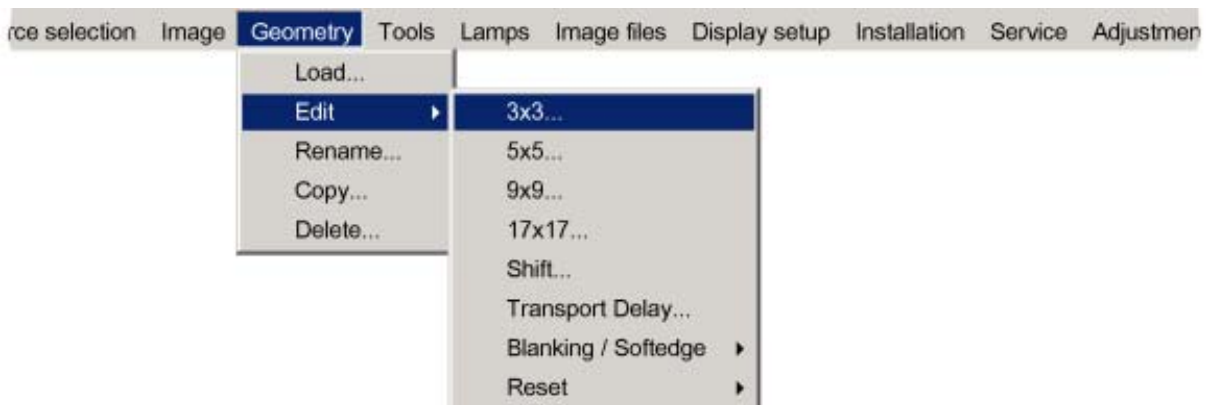 rce selection Image Geometry Tools Lamps Image files Display setup Installation Service Adjustmen
Load...
Edit
Rename...
Copy...
Delete...
3x3...
5x5...
9x9...
17x17...
Shift...
Transport Delay...
Blanking / Softedge
Reset